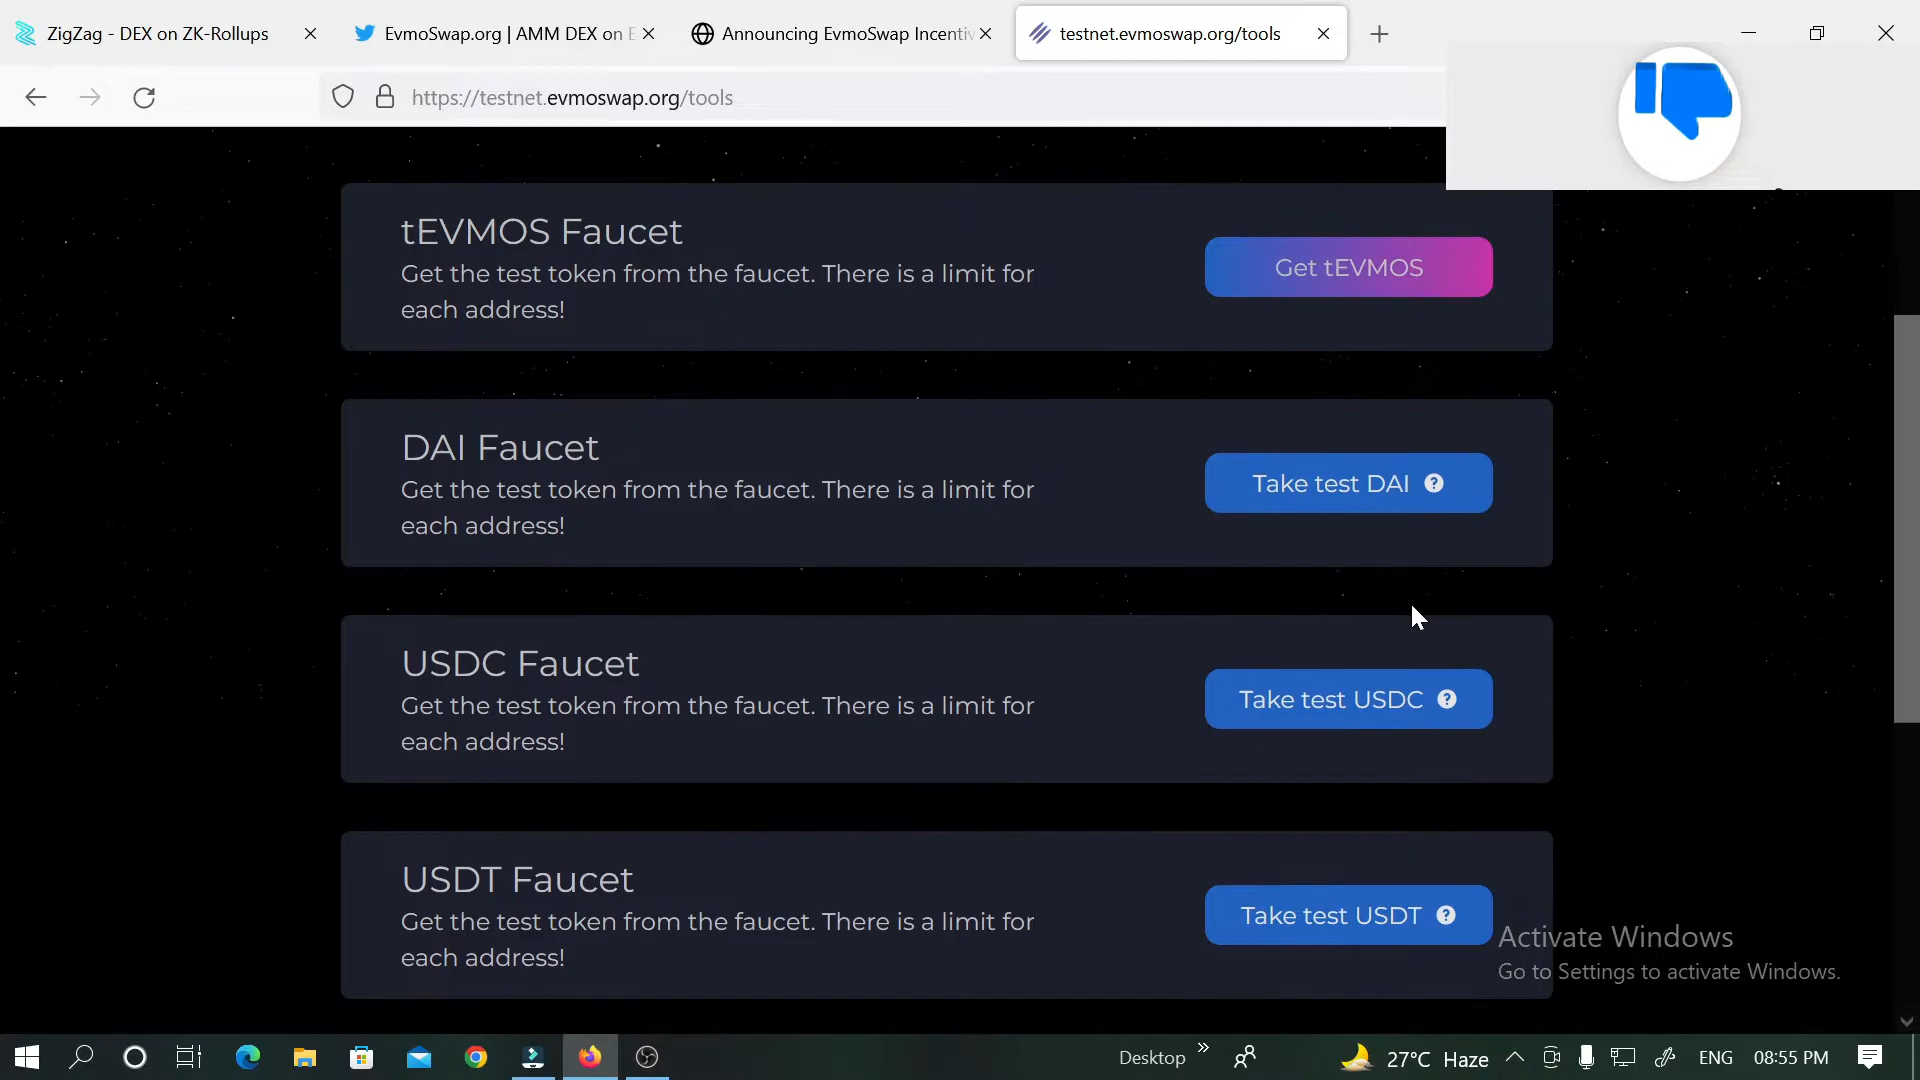 ZigZag - DEX on ZK-Rollups
EvmoSwap.org | AMM DEX on E
Announcing EvmoSwap Incentiv
testnet.evmoswap.org/tools
https://testnet.evmoswap.org/tools
tEVMOS Faucet
Get the test token from the faucet. There is a limit for
each address!
Get tEVMOS
DAI Faucet
Get the test token from the faucet. There is a limit for
each address!
Take test DAI
USDC Faucet
Get the test token from the faucet. There is a limit for
each address!
Take test USDC
USDT Faucet
Get the test token from the faucet. There is a limit for
each address!
Take test USDT
Activate Windows
Go to Settings to activate Windows.
Desktop
27°C Haze
ENG
08:55 PM